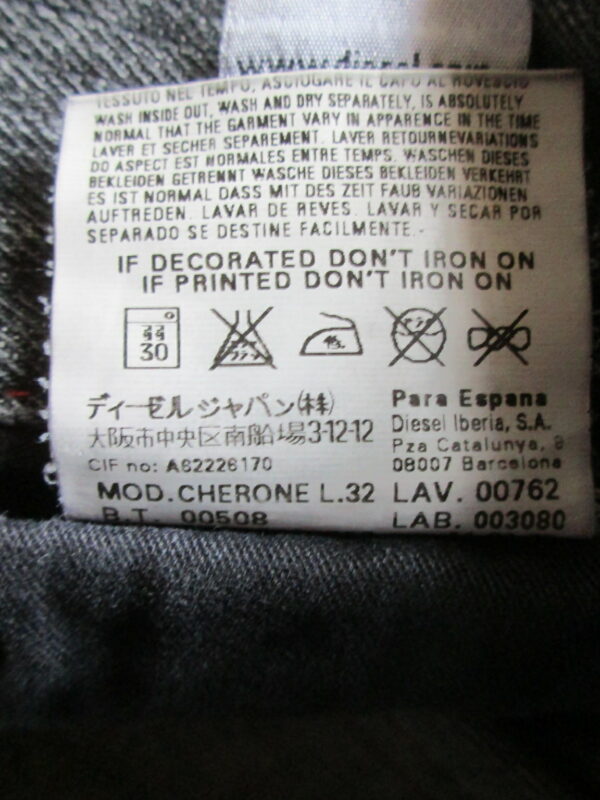 www.diesel.com
TESSUTO NEL TEMPO, ASCIUGARE IL CAPO AL ROVESCIO
WASH INSIDE OUT, WASH AND DRY SEPARATELY, IS ABSOLUTELY
NORMAL THAT THE GARMENT VARY IN APPARENCE IN THE TIME
LAVER ET SECHER SEPAREMENT. LAVER RETOURNEVARIATIONS
DO ASPECT EST NORMALES ENTRE TEMPS. WASCHEN DIESES
BEKLEIDEN GETRENNT WASCHE DIESES BEKLEIDEN VERKEHRT
ES IST NORMAL DASS MIT DES ZEIT FAUB VARIAZIONEN
AUFTREDEN. LAVAR DE REVES. LAVAR Y SECAR POR
SEPARADO SE DESTINE FACILMENTE.-
IF DECORATED DON'T IRON ON
IF PRINTED DON'T IRON ON
30
ディーゼルジャパン(株)
大阪市中央区南船場3-12-12
CIF no: A62226170
Para Espana
Diesel Iberia, S.A.
Pza Catalunya,
08007 Barcelona
MOD.CHERONE L.32 LAV. 00762
B.T. 00508 LAB. 003080